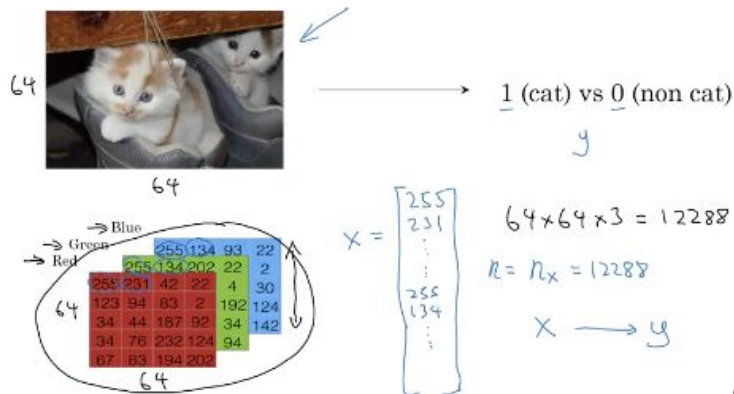 64
1 (cat) vs 0 (non cat)
y
64
Blue
Green
Red
255 134 93 22
255 134 202 22 2
255 231 42 22 4 30
123 94 83 2 192 124
34 44 187 92 34 142
34 76 232 124 94
67 83 194 202
64
64
x =
255
231
⋮
⋮
255
134
⋮
64×64×3 = 12288
n = nₓ = 12288
x → y